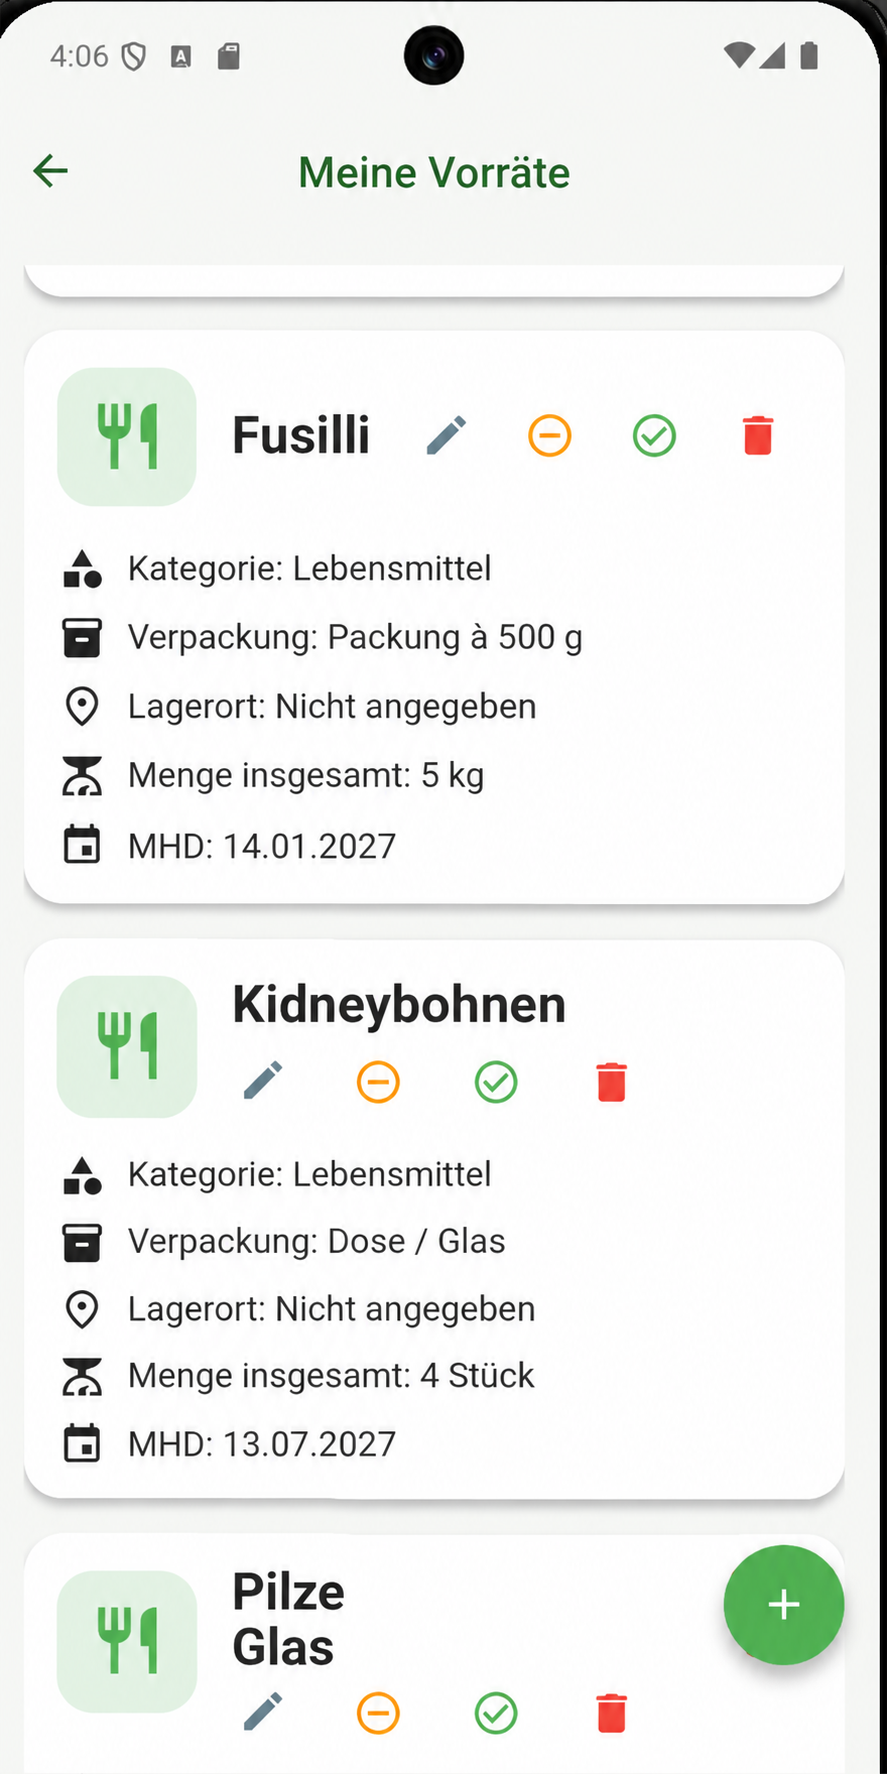 4:06
A
Meine Vorräte
Fusilli
Kategorie: Lebensmittel
Verpackung: Packung à 500 g
Lagerort: Nicht angegeben
Menge insgesamt: 5 kg
MHD: 14.01.2027
Kidneybohnen
Kategorie: Lebensmittel
Verpackung: Dose / Glas
Lagerort: Nicht angegeben
Menge insgesamt: 4 Stück
MHD: 13.07.2027
Pilze
Glas